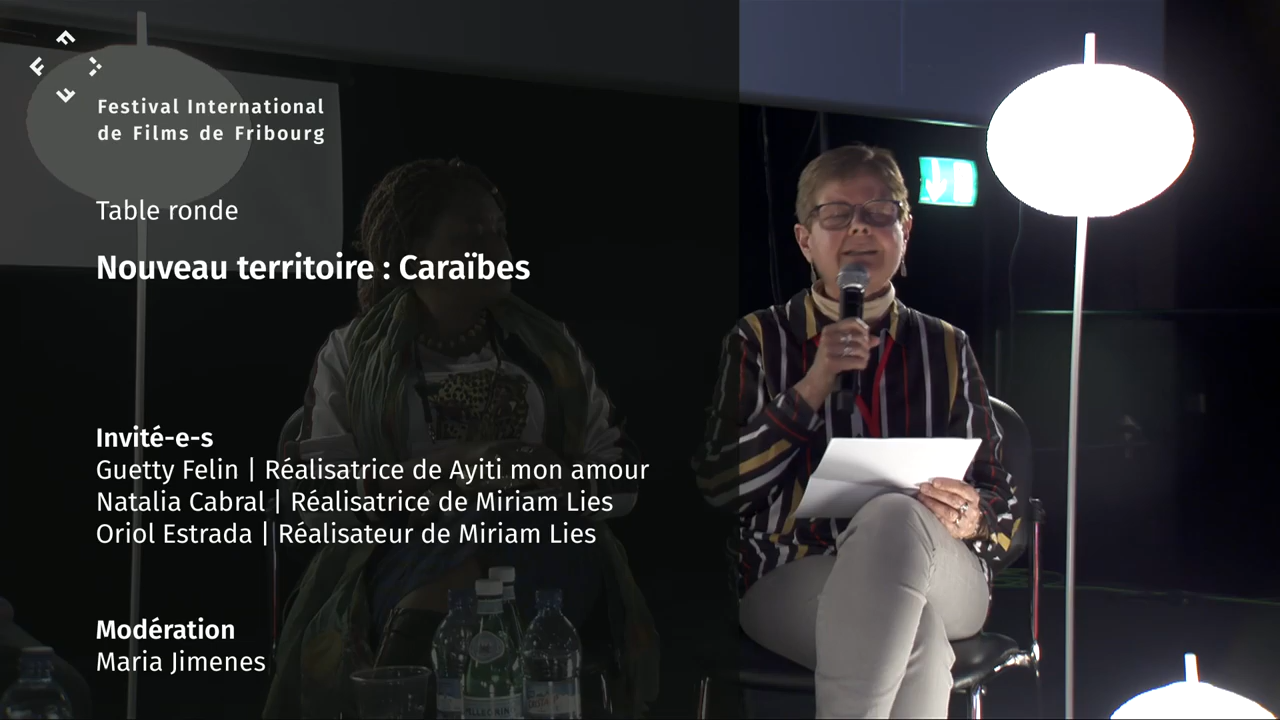 F F F F
Festival International
de Films de Fribourg
Table ronde
Nouveau territoire : Caraïbes
Invité-e-s
Guetty Felin | Réalisatrice de Ayiti mon amour
Natalia Cabral | Réalisatrice de Miriam Lies
Oriol Estrada | Réalisateur de Miriam Lies
Modération
Maria Jimenes